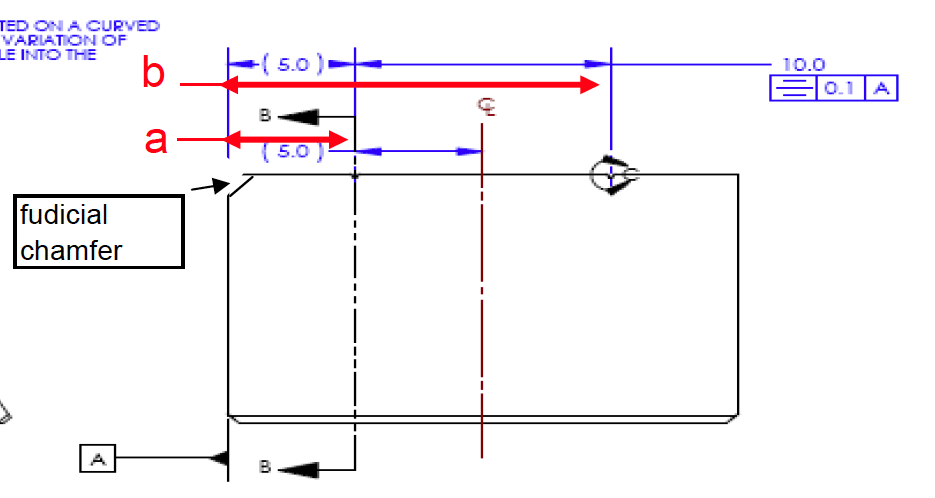 TED ON A CURVED
VARIATION OF
LE INTO THE
b
( 5.0 )
10.0
0.1 A
B
℄
a
( 5.0 )
fudicial
chamfer
C
A
B